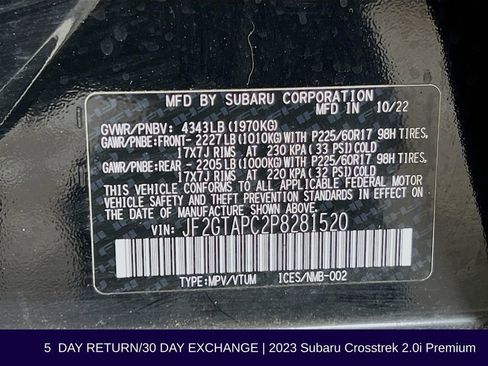 MFD BY SUBARU CORPORATION
MFD IN 10/22
GVWR/PNBV: 4343LB(1970KG)
GAWR/PNBE:FRONT- 2227LB(1010KG)WITH P225/60R17 98H TIRES,
17X7J RIMS AT 230 KPA(33 PSI)COLD
GAWR/PNBE:REAR - 2205LB(1000KG)WITH P225/60R17 98H TIRES,
17X7J RIMS AT 220 KPA(32 PSI)COLD
THIS VEHICLE CONFORMS TO ALL APPLICABLE FEDERAL MOTOR
VEHICLE SAFETY AND THEFT PREVENTION STANDARDS IN EFFECT
ON THE DATE OF MANUFACTURE SHOWN ABOVE.
VIN: JF2GTAPC2P8281520
TYPE:MPV/VTUM ICES/NMB-002
5 DAY RETURN/30 DAY EXCHANGE | 2023 Subaru Crosstrek 2.0i Premium